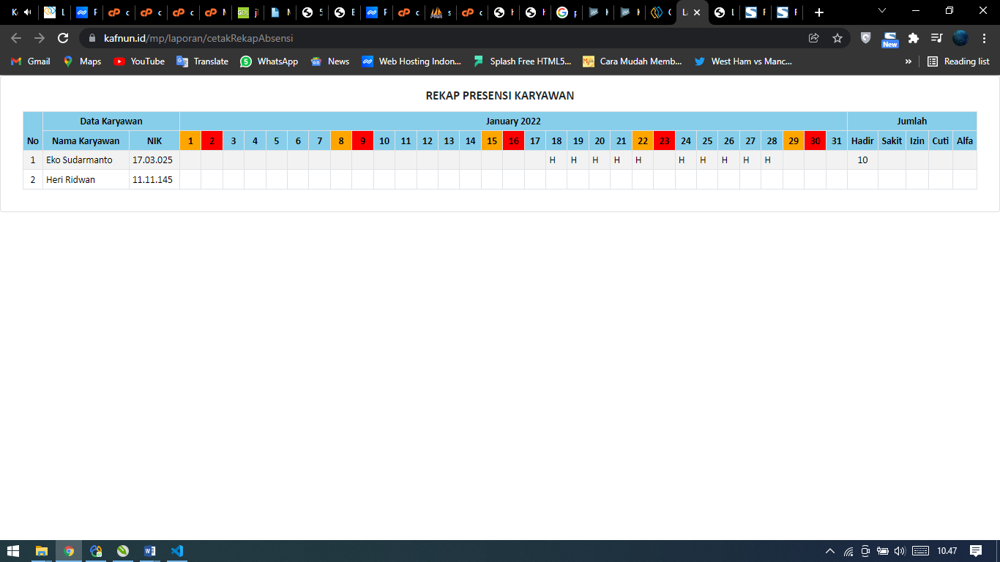 kafnun.id/mp/laporan/cetakRekapAbsensi
New
Gmail Maps YouTube Translate WhatsApp News Web Hosting Indon... Splash Free HTML5... Cara Mudah Memb... West Ham vs Manc... » Reading list
REKAP PRESENSI KARYAWAN
No Data Karyawan January 2022 Jumlah
Nama Karyawan NIK 1 2 3 4 5 6 7 8 9 10 11 12 13 14 15 16 17 18 19 20 21 22 23 24 25 26 27 28 29 30 31 Hadir Sakit Izin Cuti Alfa
1 Eko Sudarmanto 17.03.025 H H H H H H H H H H 10
2 Heri Ridwan 11.11.145
10.47